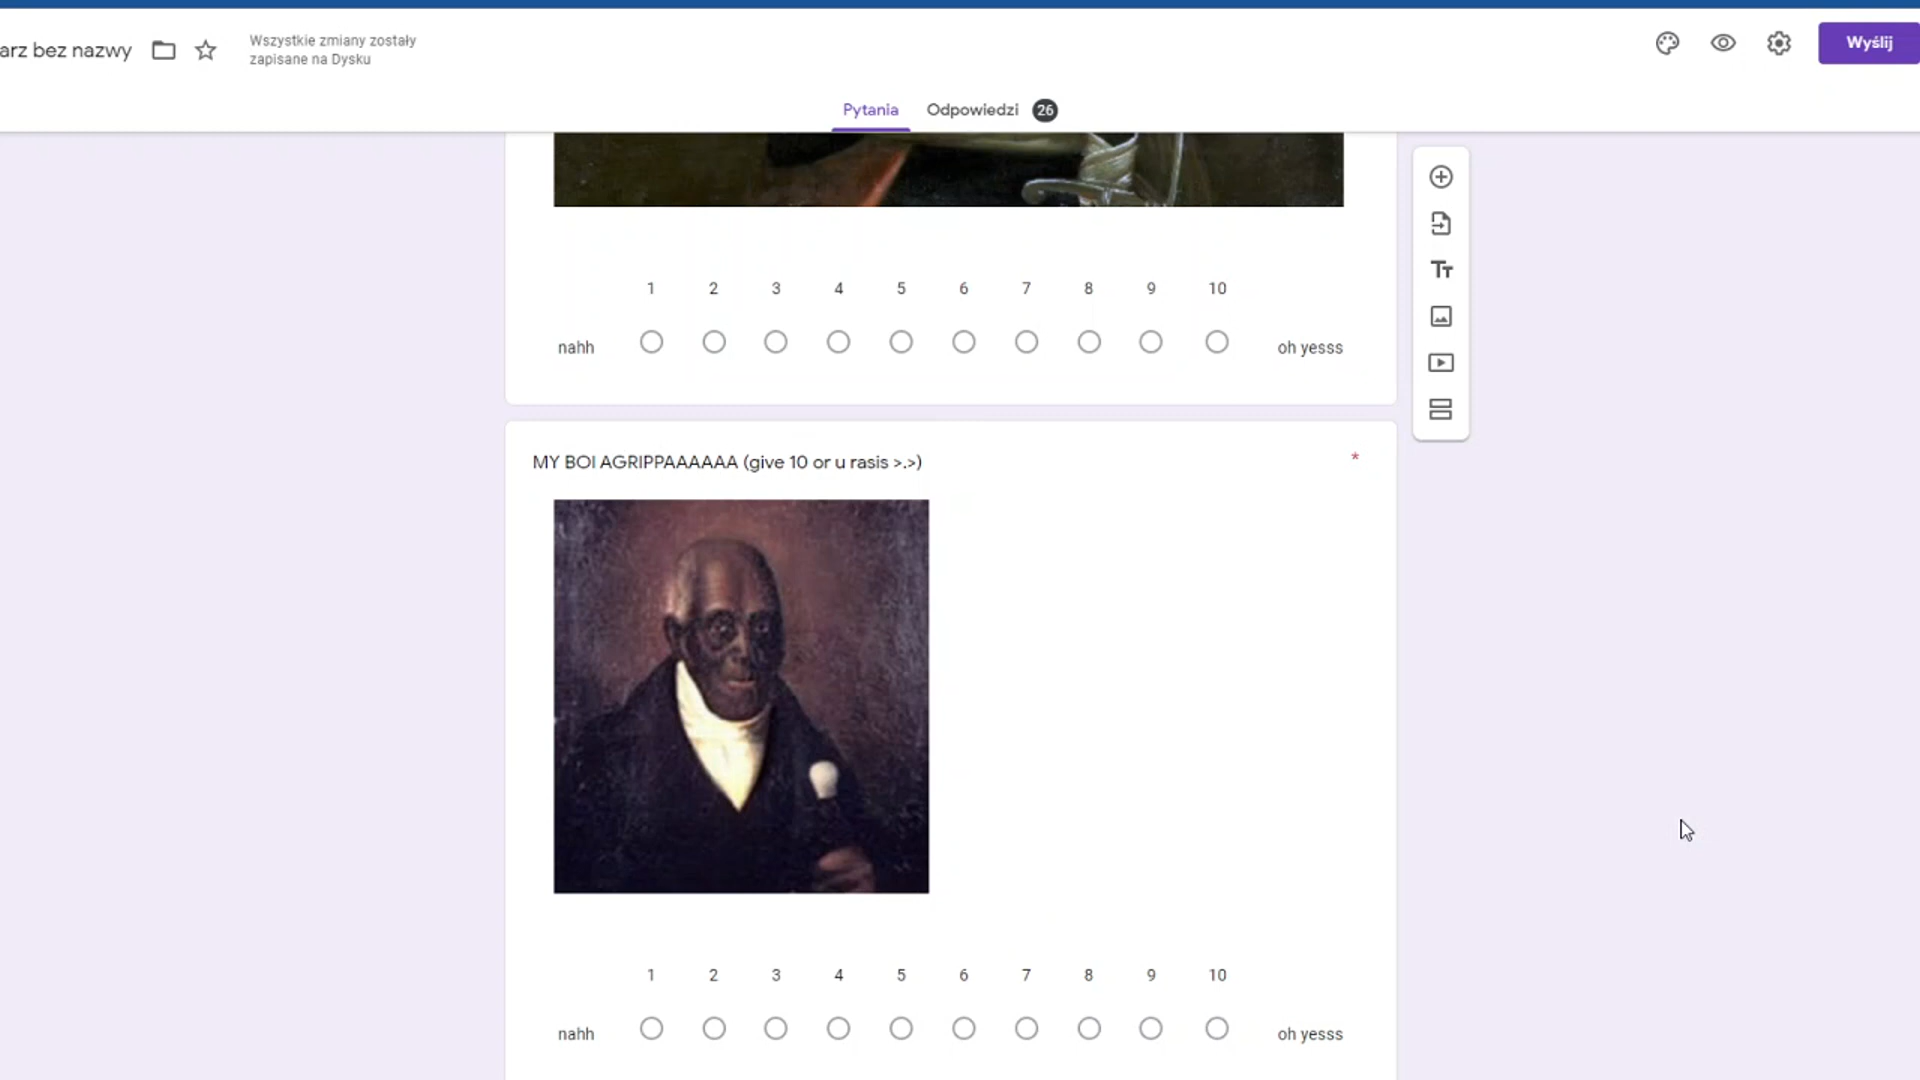 arz bez nazwy
Wszystkie zmiany zostały
zapisane na Dysku
Wyślij
Pytania
Odpowiedzi 26
1 2 3 4 5 6 7 8 9 10
nahh oh yesss
MY BOI AGRIPPAAAAAA (give 10 or u rasis >.>) *
1 2 3 4 5 6 7 8 9 10
nahh oh yesss